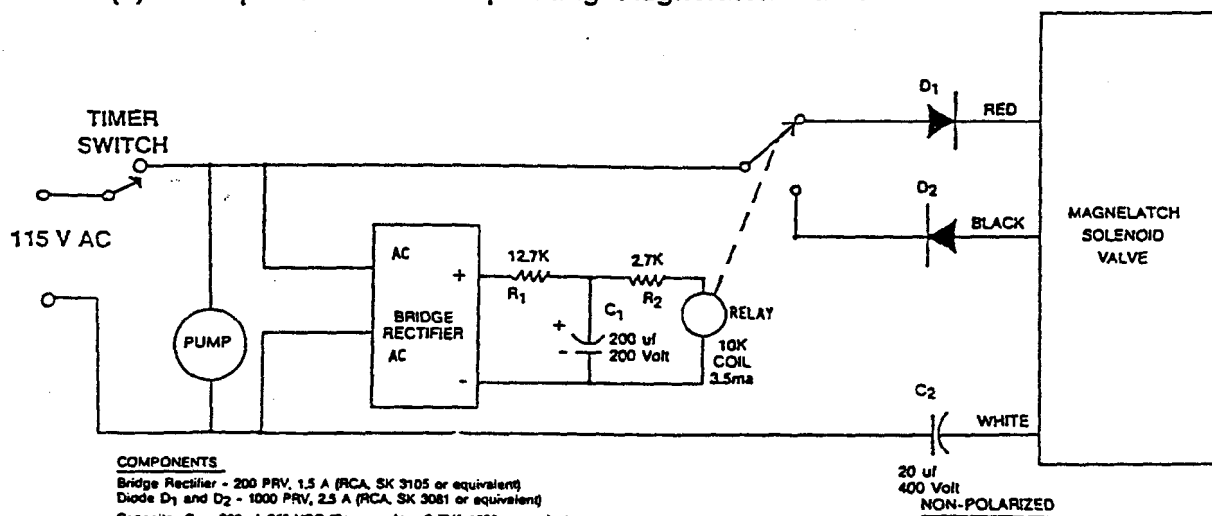 TIMER
SWITCH
115 V AC
PUMP
AC
+
BRIDGE
RECTIFIER
AC
-
12.7K
R1
2.7K
R2
C1
+
-
200 uf
200 Volt
RELAY
10K
COIL
3.5ma
D1
RED
D2
BLACK
MAGNELATCH
SOLENOID
VALVE
C2
WHITE
20 uf
400 Volt
NON-POLARIZED
COMPONENTS
Bridge Rectifier - 200 PRV, 1.5 A (RCA, SK 3105 or equivalent)
Diode D1 and D2 - 1000 PRV, 2.5 A (RCA, SK 3081 or equivalent)